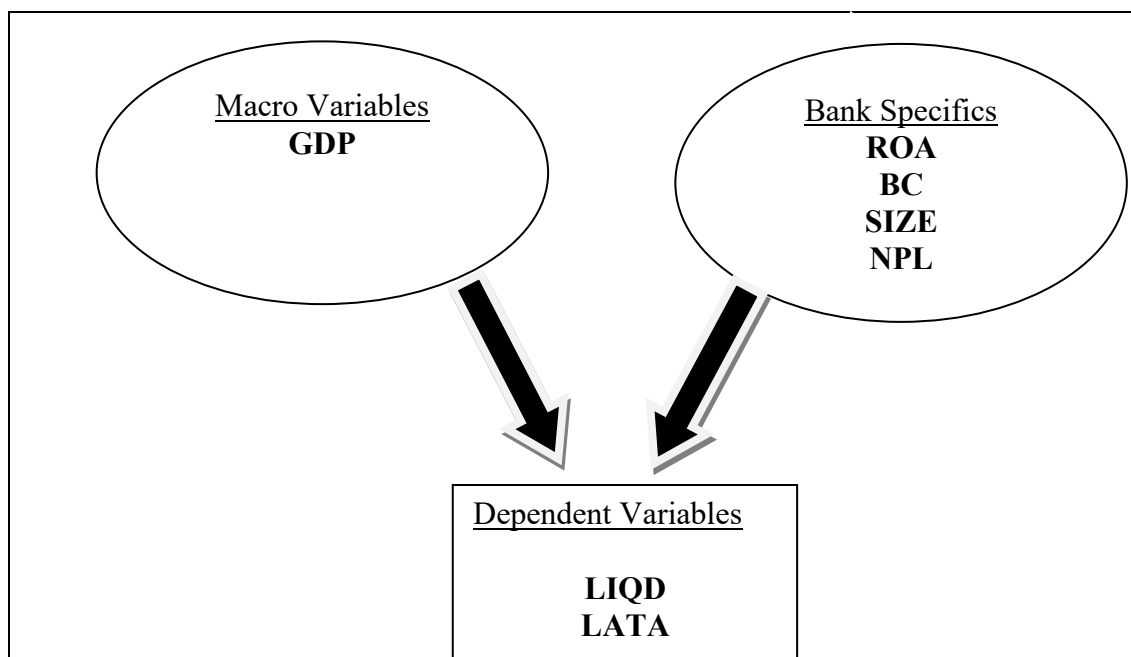 Macro Variables
GDP
Bank Specifics
ROA
BC
SIZE
NPL
Dependent Variables
LIQD
LATA